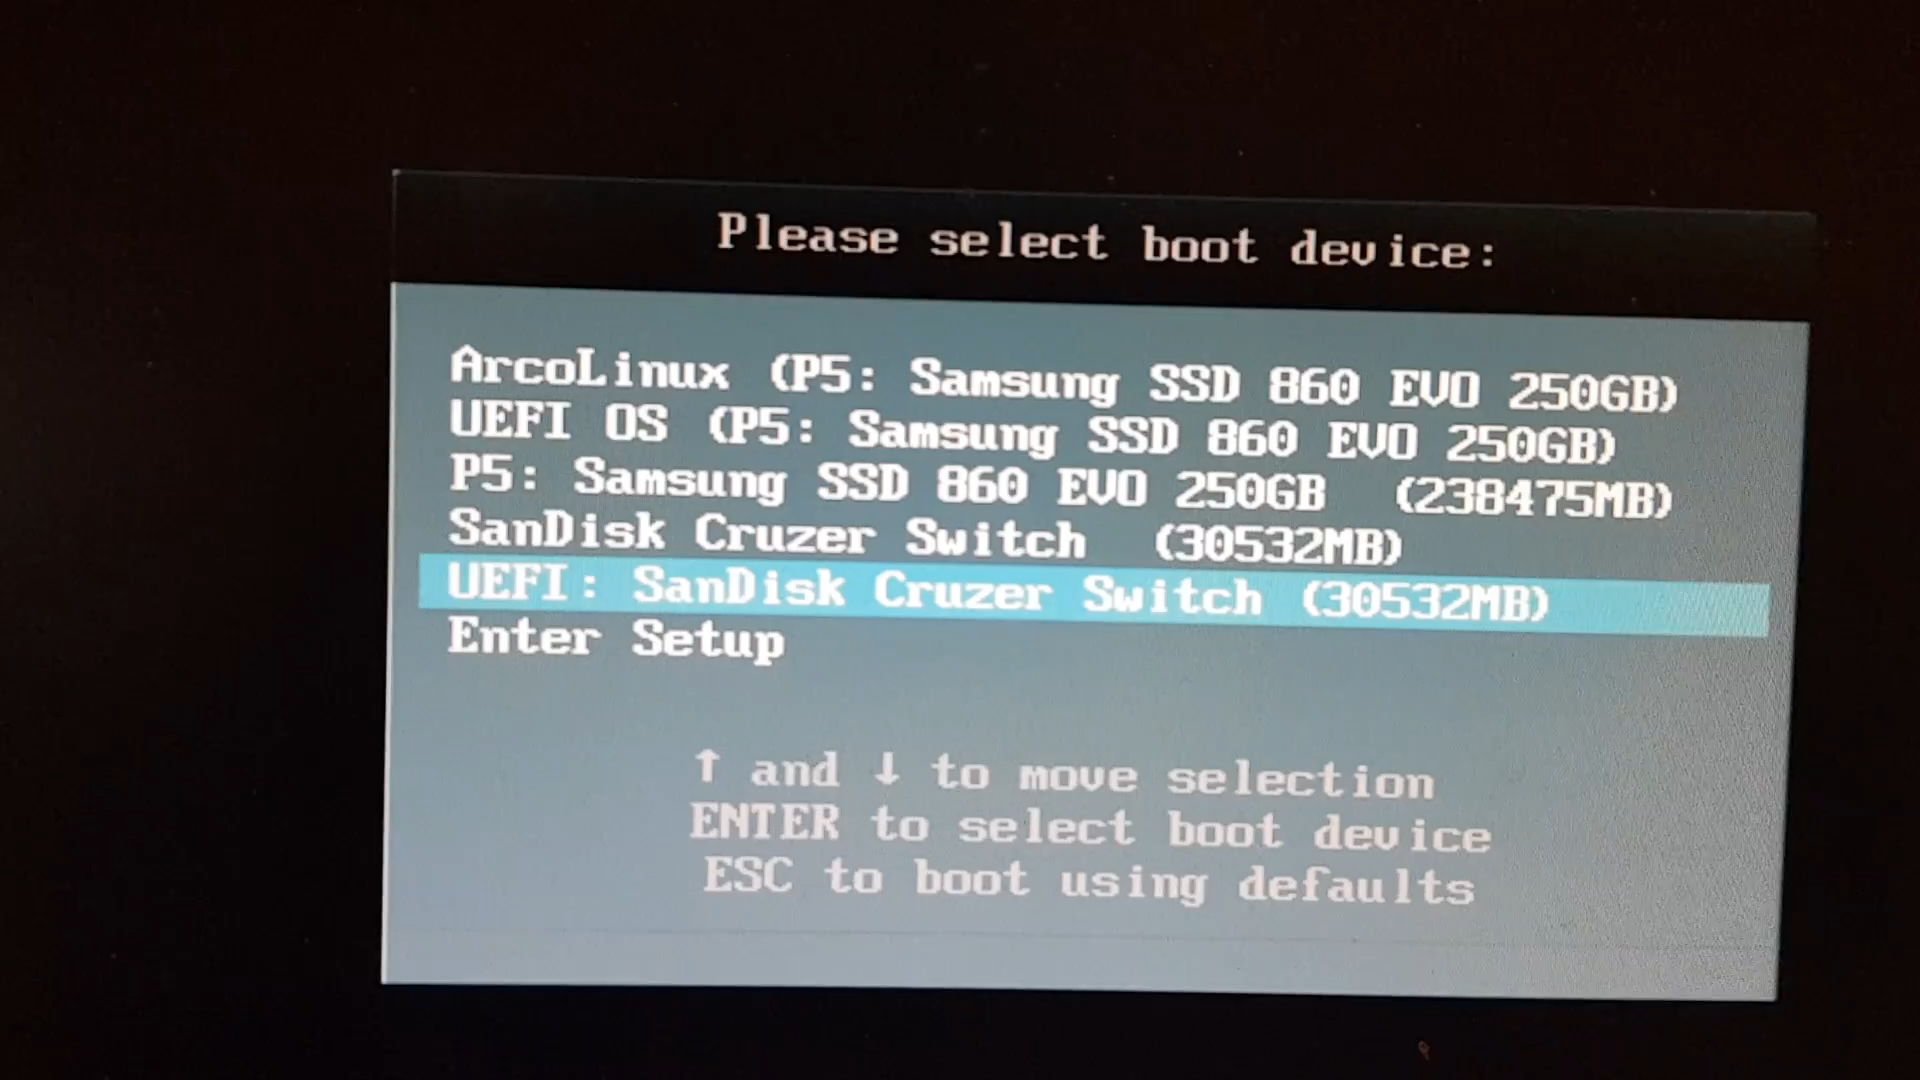 Please select boot device:
ArcoLinux (P5: Samsung SSD 860 EVO 250GB)
UEFI OS (P5: Samsung SSD 860 EVO 250GB)
P5: Samsung SSD 860 EVO 250GB (238475MB)
SanDisk Cruzer Switch (30532MB)
UEFI: SanDisk Cruzer Switch (30532MB)
Enter Setup
↑ and ↓ to move selection
ENTER to select boot device
ESC to boot using defaults